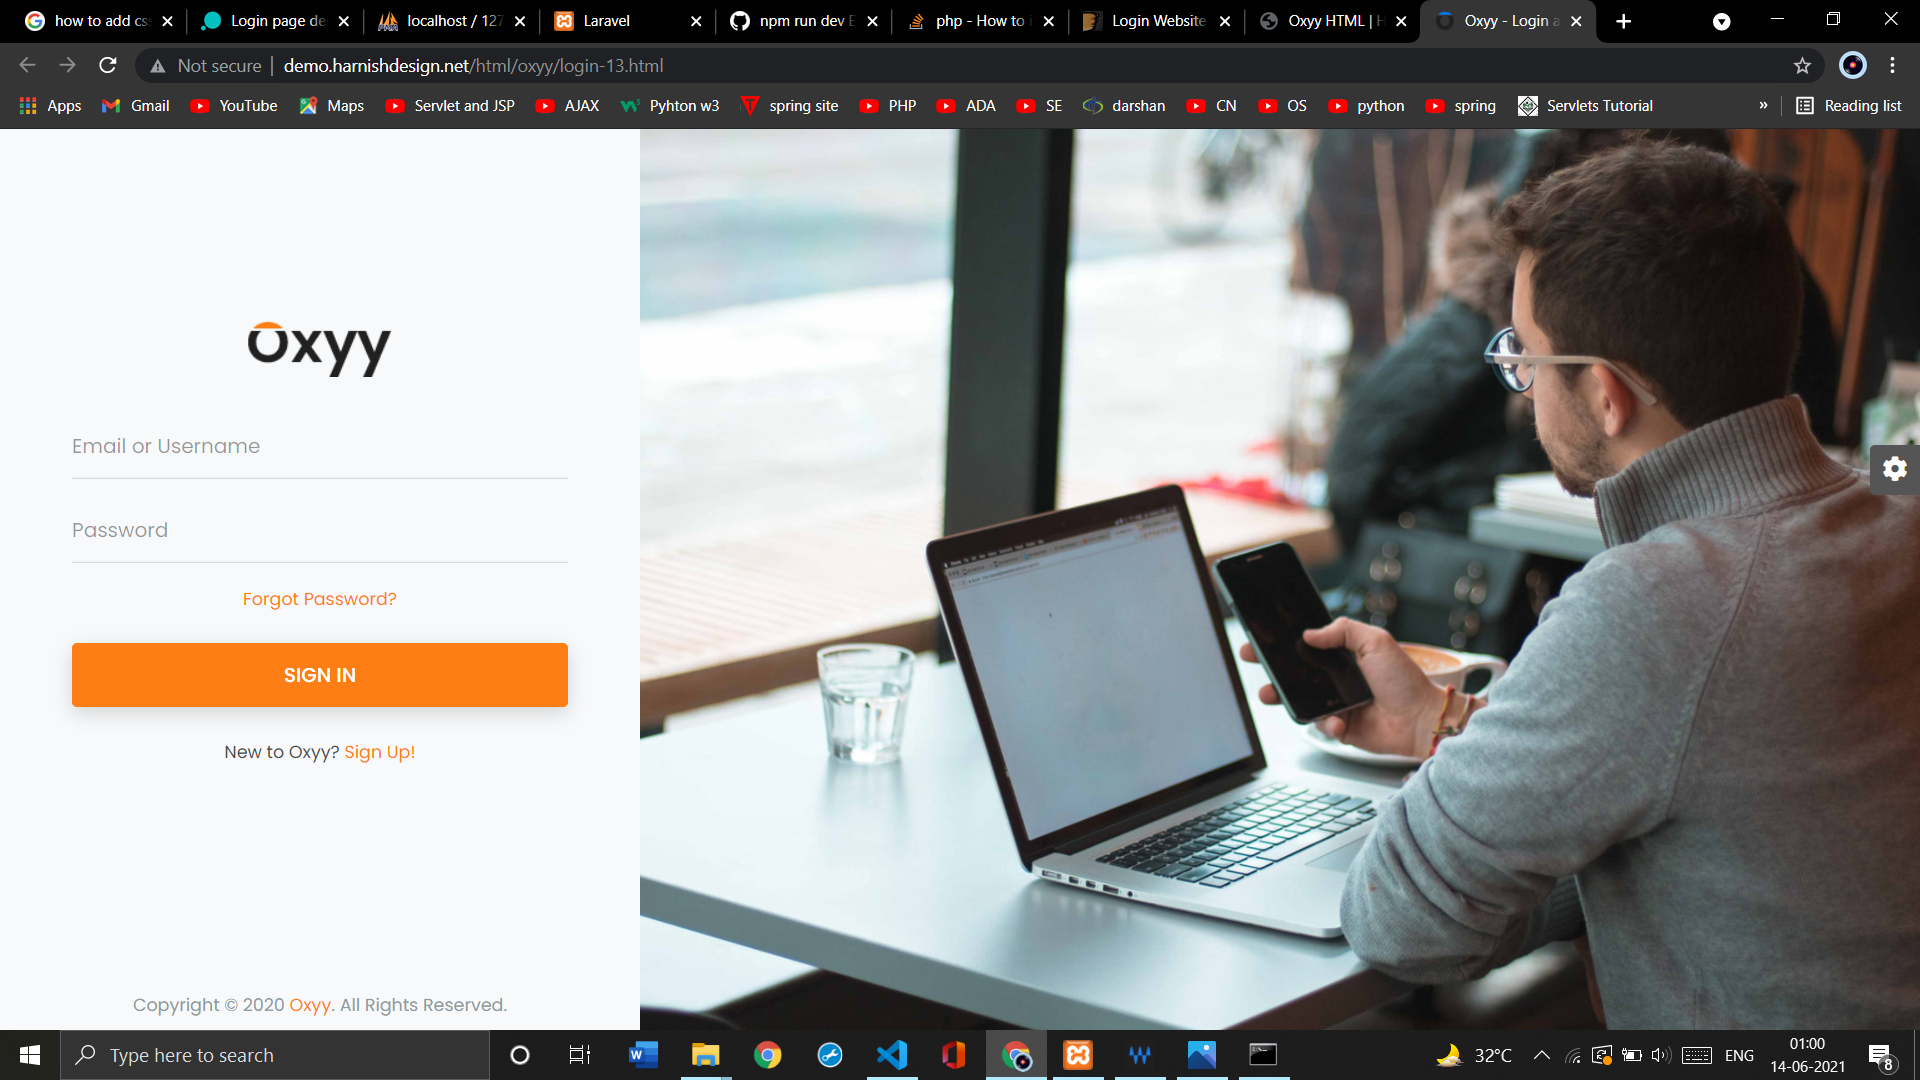 how to add cs
Login page de
localhost / 127
Laravel
npm run dev E
php - How to i
Login Website
Oxyy HTML | H
Oxyy - Login a
Not secure
demo.harnishdesign.net/html/oxyy/login-13.html
Apps
Gmail
YouTube
Maps
Servlet and JSP
AJAX
Pyhton w3
spring site
PHP
ADA
SE
darshan
CN
OS
python
spring
Servlets Tutorial
»
Reading list
Oxyy
Email or Username
Password
Forgot Password?
SIGN IN
New to Oxyy? Sign Up!
Copyright © 2020 Oxyy. All Rights Reserved.
Type here to search
32°C
ENG
01:00
14-06-2021
8